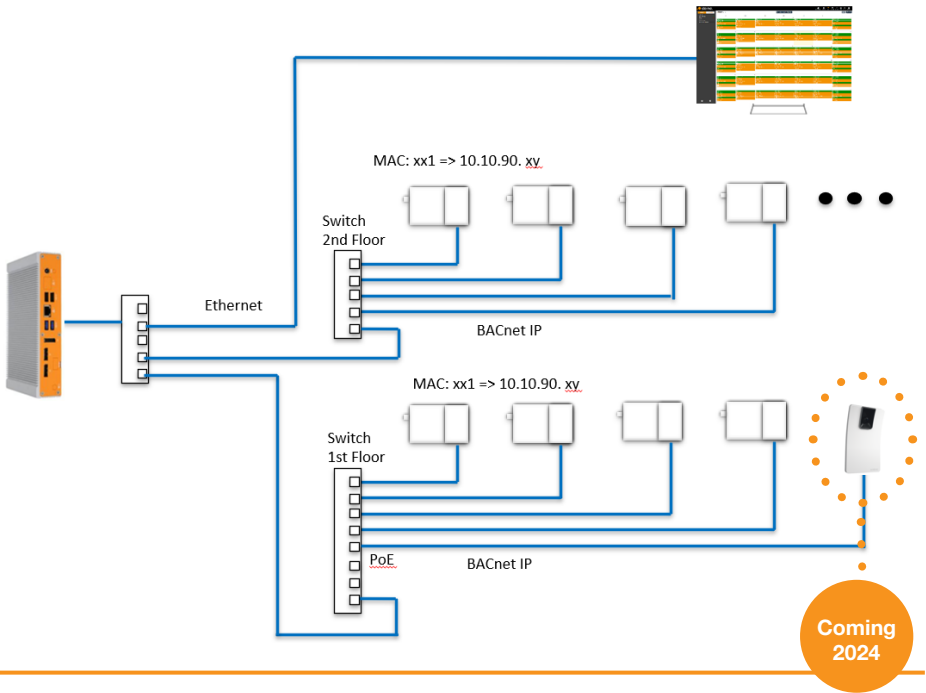 MAC: xx1 => 10.10.90. xy
Switch
2nd Floor
Ethernet
BACnet IP
MAC: xx1 => 10.10.90. xy
Switch
1st Floor
PoE
BACnet IP
Coming
2024